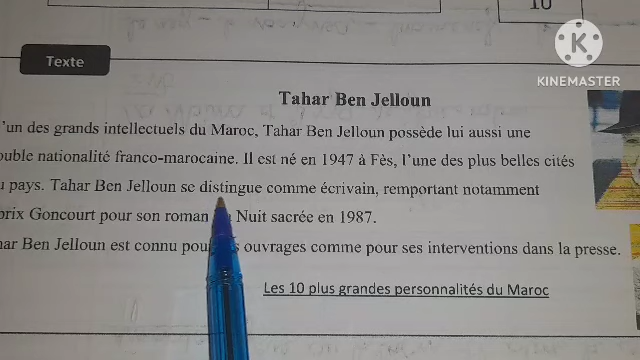 10
K
KINEMASTER
Texte
Tahar Ben Jelloun
'un des grands intellectuels du Maroc, Tahar Ben Jelloun possède lui aussi une
ouble nationalité franco-marocaine. Il est né en 1947 à Fès, l'une des plus belles cités
u pays. Tahar Ben Jelloun se distingue comme écrivain, remportant notamment
prix Goncourt pour son roman Nuit sacrée en 1987.
har Ben Jelloun est connu pou s ouvrages comme pour ses interventions dans la presse.
Les 10 plus grandes personnalités du Maroc